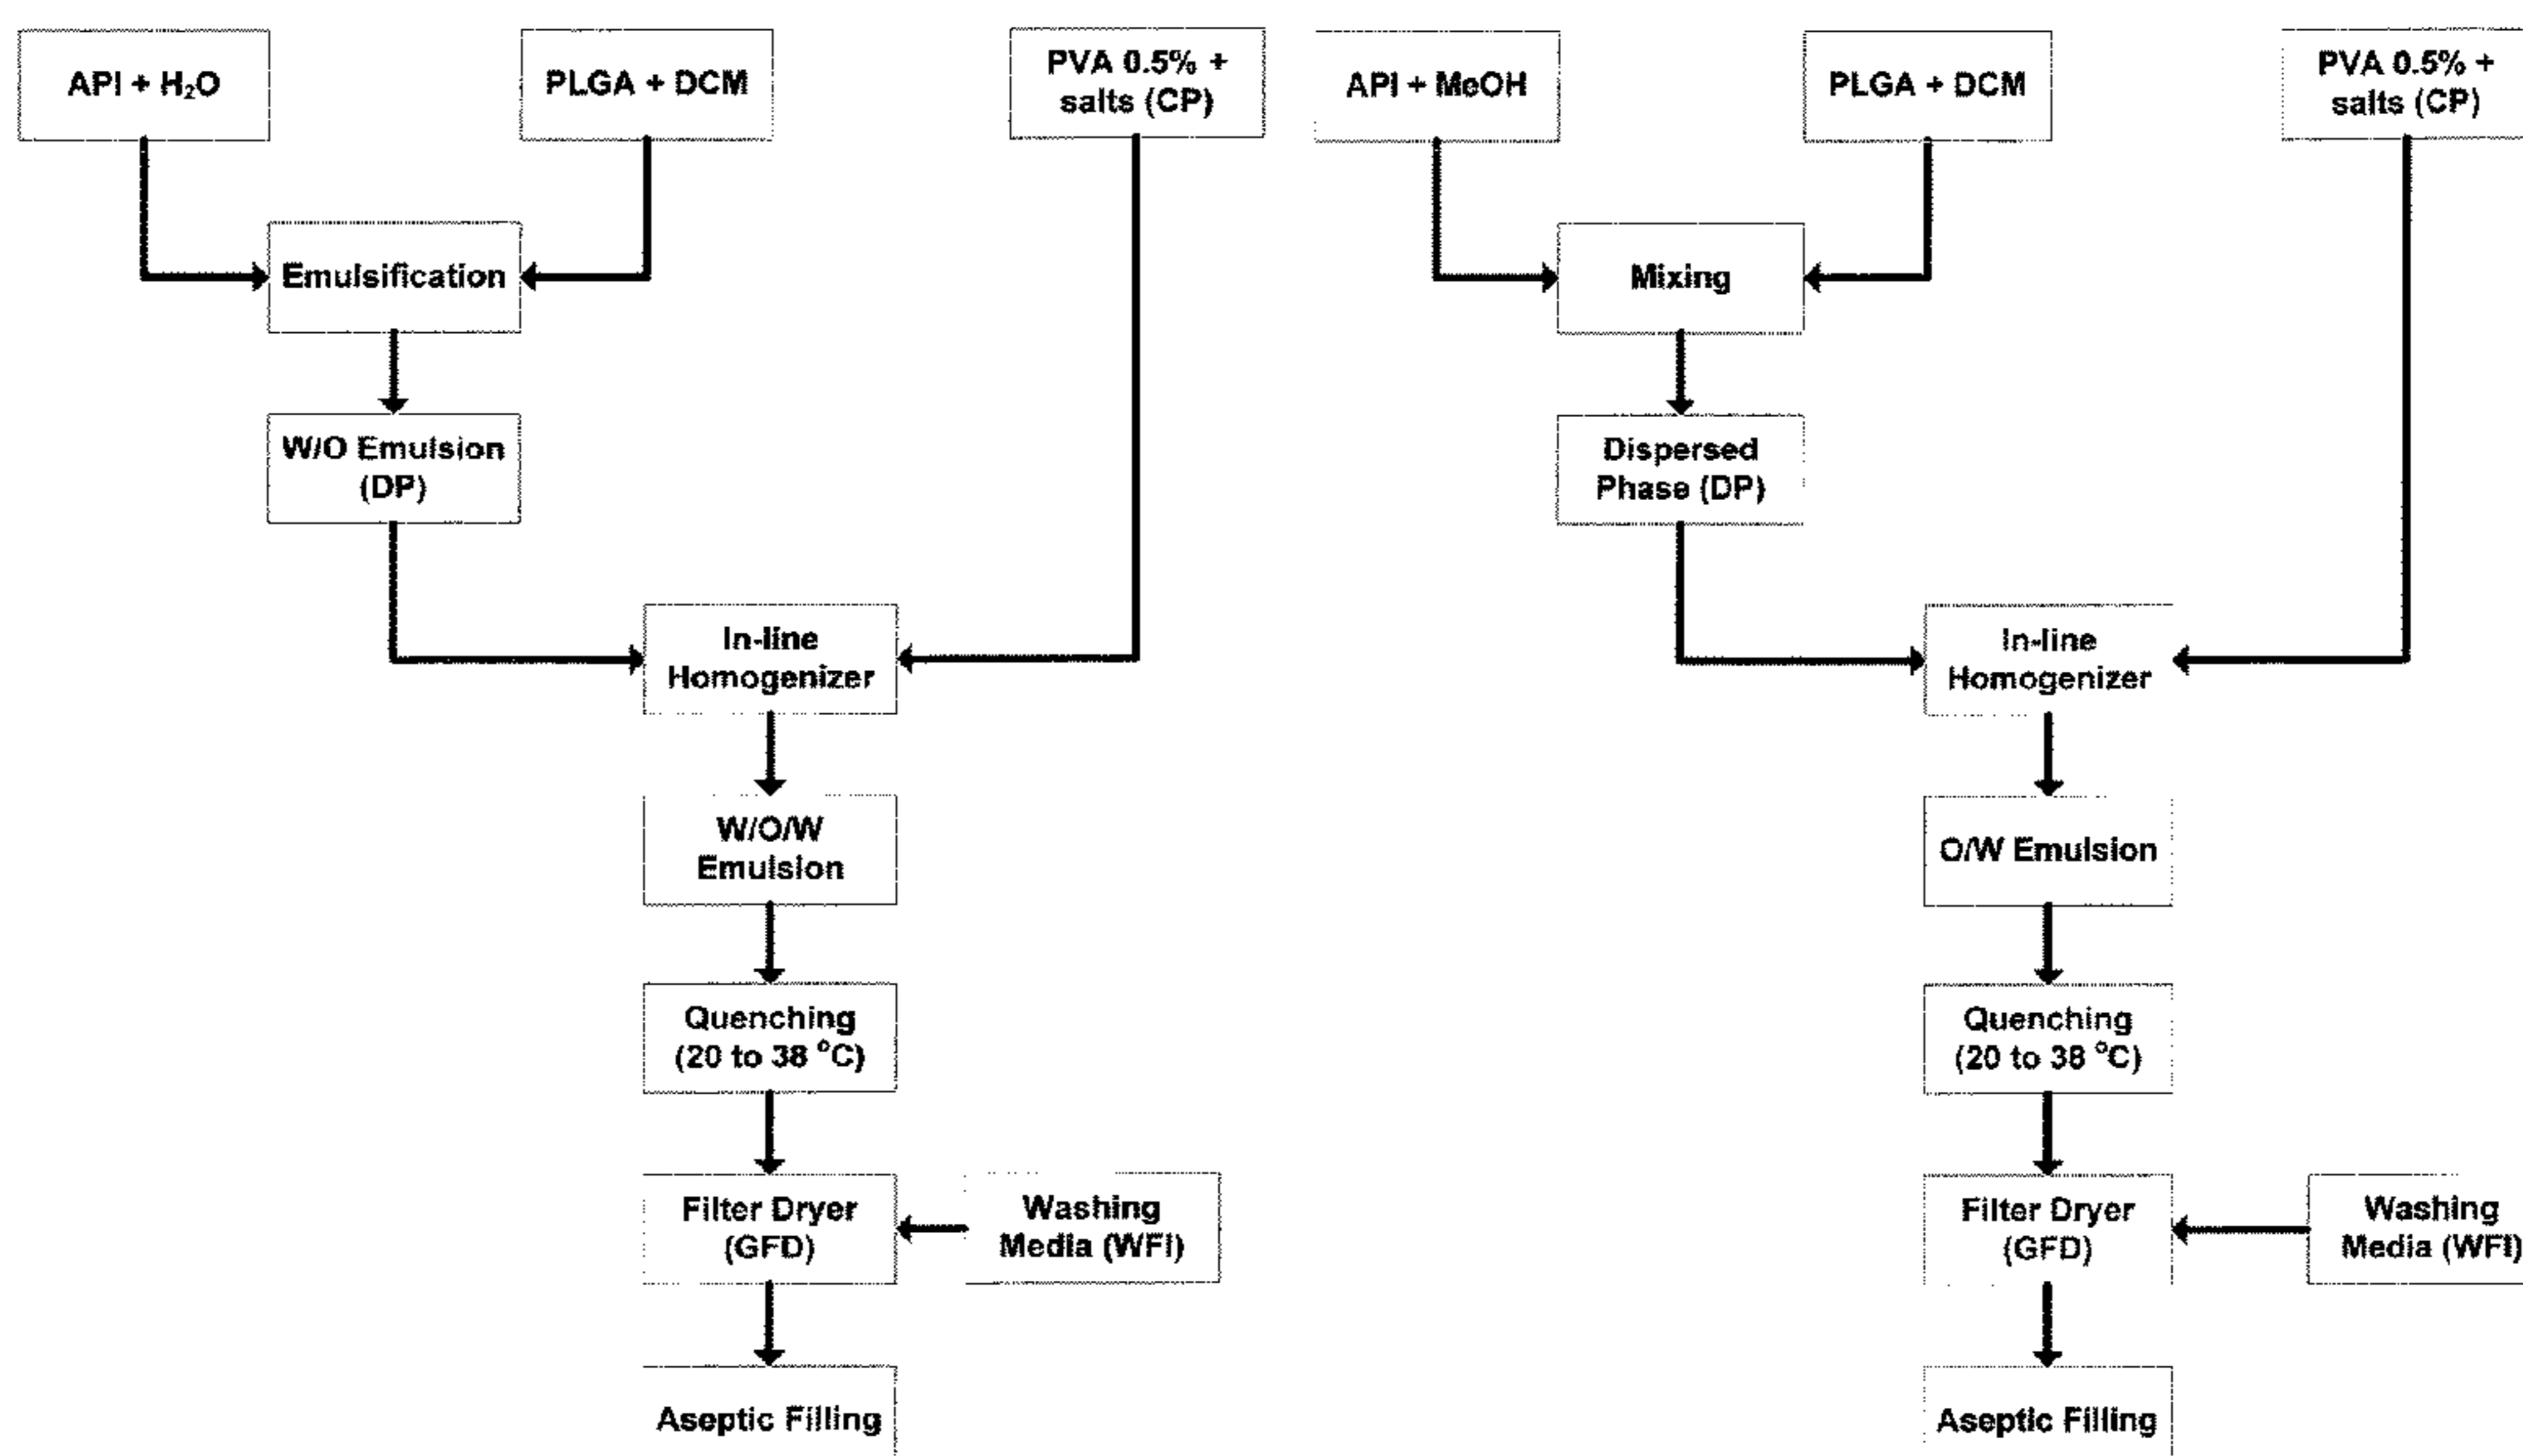 API + H₂O
PLGA + DCM
PVA 0.5% +
salts (CP)
Emulsification
W/O Emulsion
(DP)
In-line
Homogenizer
W/O/W
Emulsion
Quenching
(20 to 38 °C)
Filter Dryer
(GFD)
Washing
Media (WFI)
Aseptic Filling
API + MeOH
PLGA + DCM
PVA 0.5% +
salts (CP)
Mixing
Dispersed
Phase (DP)
In-line
Homogenizer
O/W Emulsion
Quenching
(20 to 38 °C)
Filter Dryer
(GFD)
Washing
Media (WFI)
Aseptic Filling